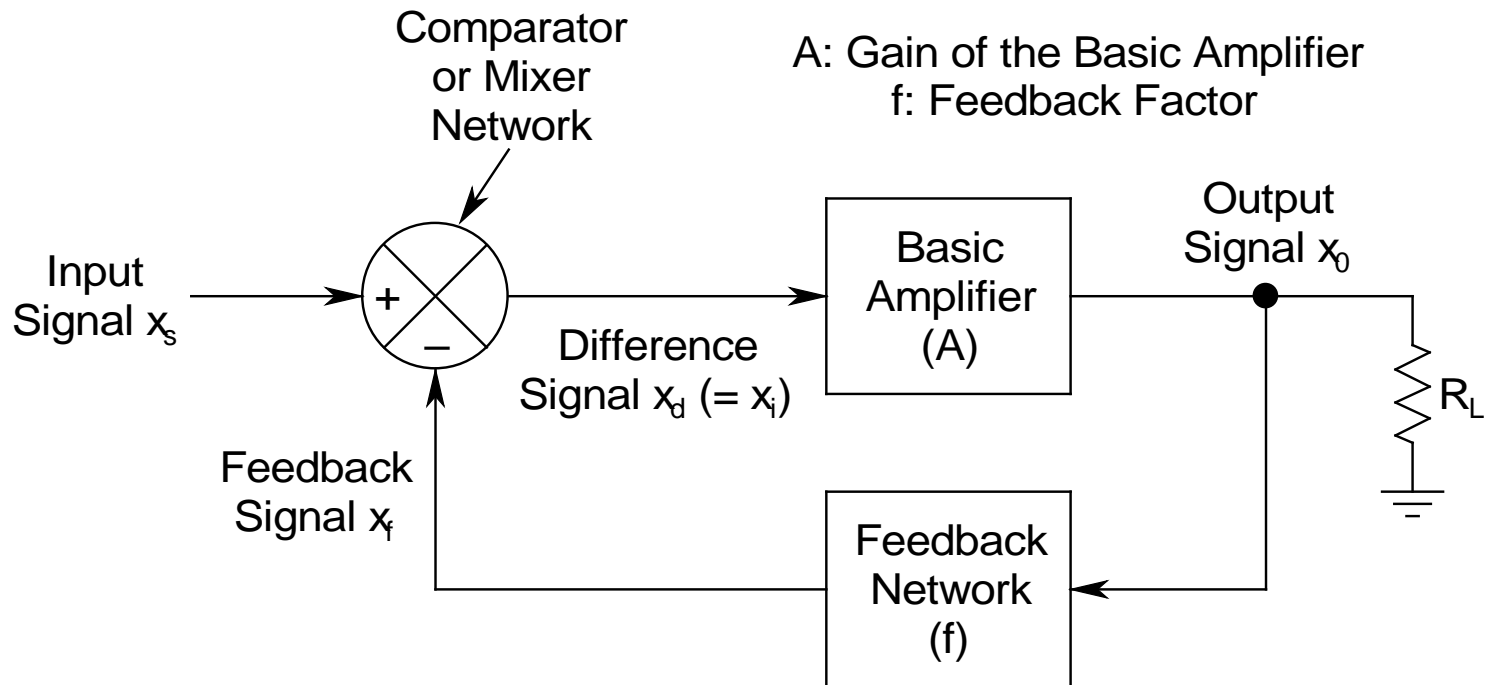 Comparator
or Mixer
Network
A: Gain of the Basic Amplifier
f: Feedback Factor
Input
Signal xs
+
–
Difference
Signal xd (= xi)
Basic
Amplifier
(A)
Output
Signal x0
RL
Feedback
Signal xf
Feedback
Network
(f)